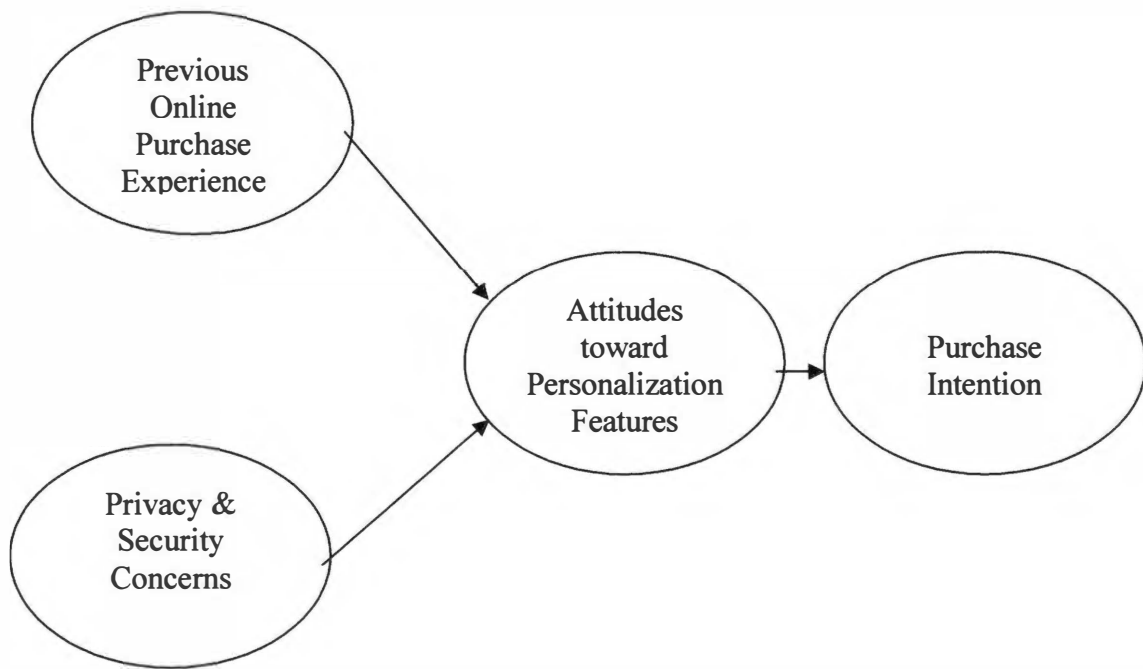 Previous
Online
Purchase
Experience
Attitudes
toward
Personalization
Features
Purchase
Intention
Privacy &
Security
Concerns